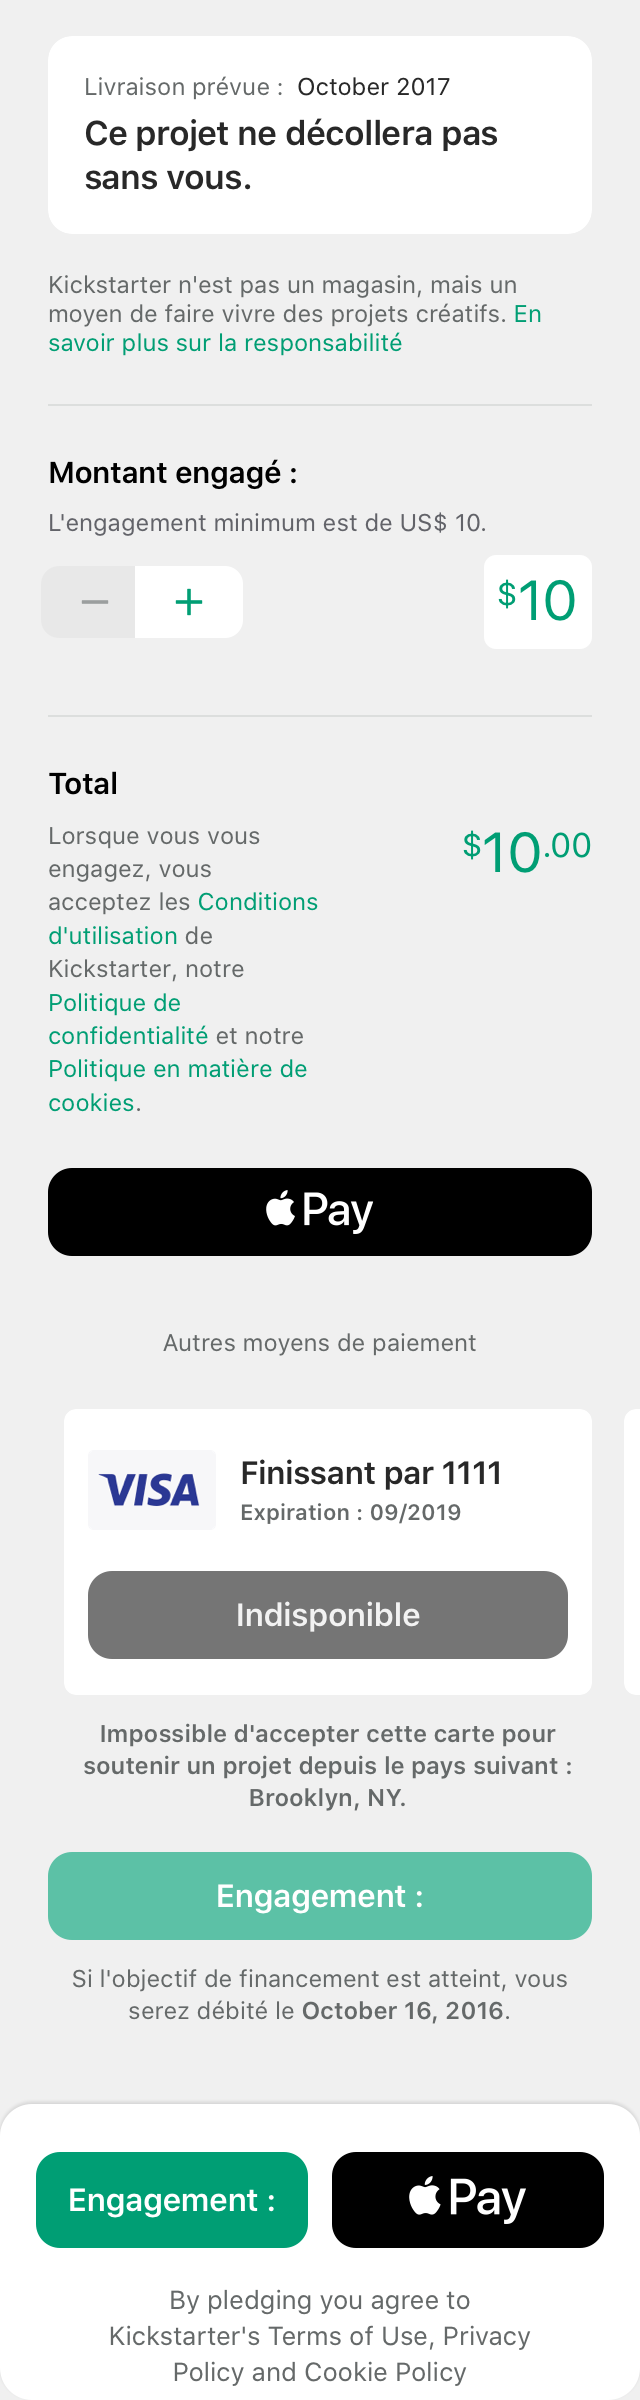 Livraison prévue : October 2017
Ce projet ne décollera pas
sans vous.
Kickstarter n'est pas un magasin, mais un
moyen de faire vivre des projets créatifs. En
savoir plus sur la responsabilité
Montant engagé :
L'engagement minimum est de US$ 10.
− + $10
Total
Lorsque vous vous
engagez, vous
acceptez les Conditions
d'utilisation de
Kickstarter, notre
Politique de
confidentialité et notre
Politique en matière de
cookies.
$10.00
Pay
Autres moyens de paiement
VISA
Finissant par 1111
Expiration : 09/2019
Indisponible
Impossible d'accepter cette carte pour
soutenir un projet depuis le pays suivant :
Brooklyn, NY.
Engagement :
Si l'objectif de financement est atteint, vous
serez débité le October 16, 2016.
Engagement :
Pay
By pledging you agree to
Kickstarter's Terms of Use, Privacy
Policy and Cookie Policy